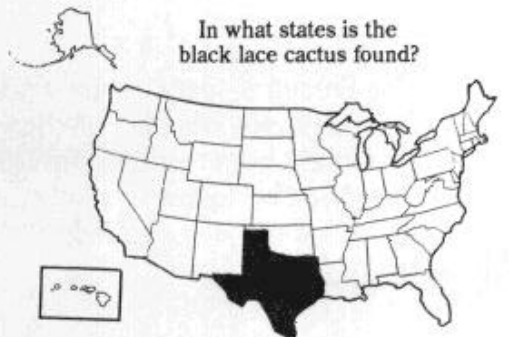 In what states is the
black lace cactus found?